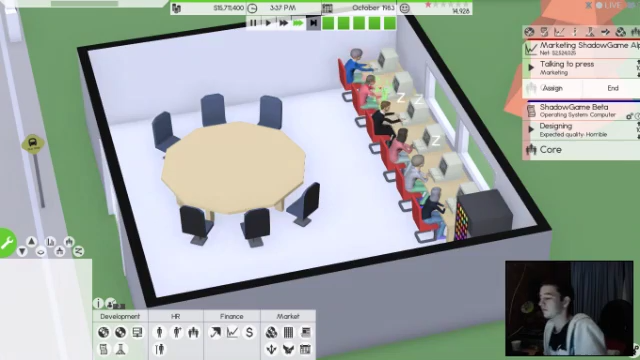 $15,711,400
3:37 PM
October
LIVE
14,926
Marketing ShadowGame
Talking to press
Marketing
Assign
End
ShadowGame Beta
Operating System: Computer
Designing
Expected quality: Horrible
Core
Z
Z
Z
Development
HR
Finance
Market